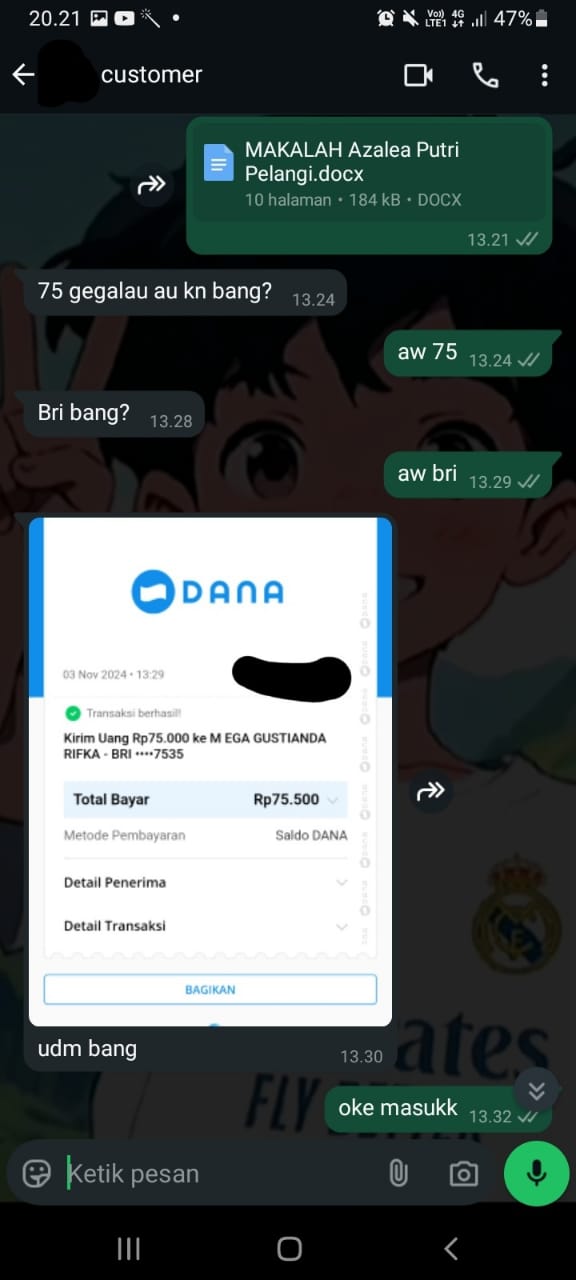 20.21
Vo))
LTE1
4G
47%
customer
MAKALAH Azalea Putri
Pelangi.docx
10 halaman • 184 kB • DOCX
13.21
75 gegalau au kn bang?
13.24
aw 75
13.24
Bri bang?
13.28
aw bri
13.29
DANA
03 Nov 2024 • 13:29
Transaksi berhasil!
Kirim Uang Rp75.000 ke M EGA GUSTIANDA
RIFKA - BRI ••••7535
Total Bayar
Rp75.500
Metode Pembayaran
Saldo DANA
Detail Penerima
Detail Transaksi
BAGIKAN
udm bang
13.30
oke masukk
13.32
Ketik pesan